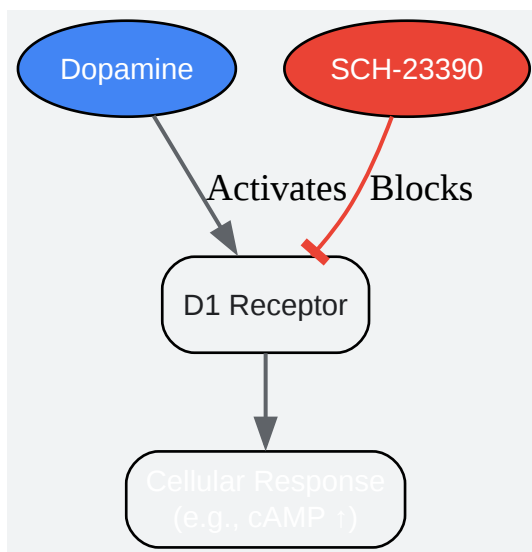 Dopamine
SCH-23390
Activates
Blocks
D1 Receptor
Cellular Response
(e.g., cAMP ↑)